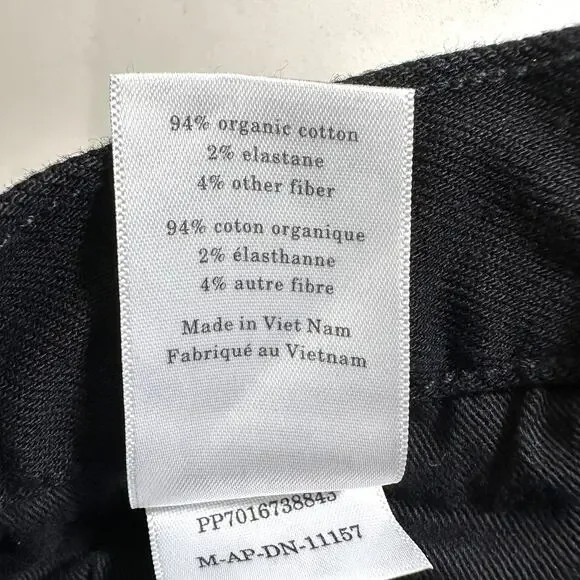 94% organic cotton
2% elastane
4% other fiber
94% coton organique
2% élasthanne
4% autre fibre
Made in Viet Nam
Fabriqué au Vietnam
PP7016738843
M-AP-DN-11157